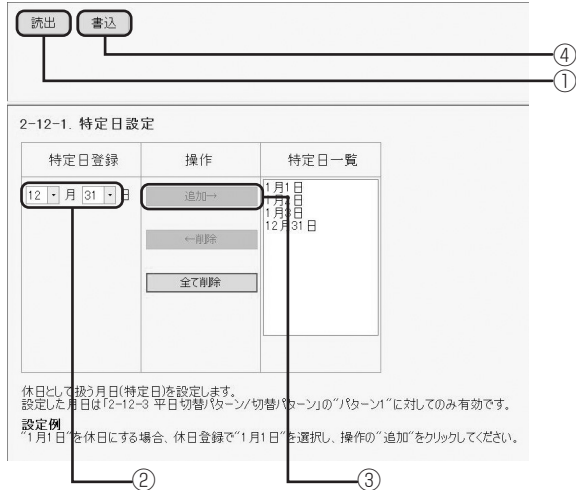 読出 書込
④
①
2-12-1. 特定日設定
特定日登録 操作 特定日一覧
12 月 31 日 追加→ 1月1日
1月2日
1月3日
12月31日
←削除
全て削除
休日として扱う月日(特定日)を設定します。
設定した月日は「2-12-3 平日切替パターン/切替パターン」の"パターン1"に対してのみ有効です。
設定例
"1月1日"を休日にする場合、休日登録で"1月1日"を選択し、操作の"追加"をクリックしてください。
② ③